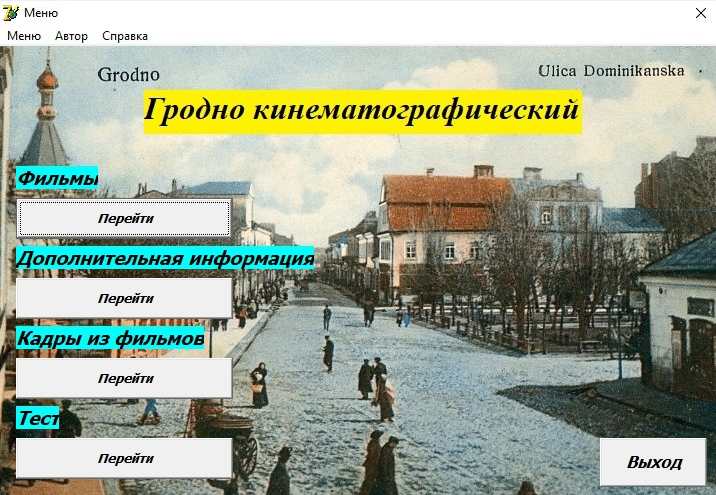 Меню
Меню Автор Справка
Grodno
Ulica Dominikanska
Гродно кинематографический
Фильмы
Перейти
Дополнительная информация
Перейти
Кадры из фильмов
Перейти
Тест
Перейти
Выход